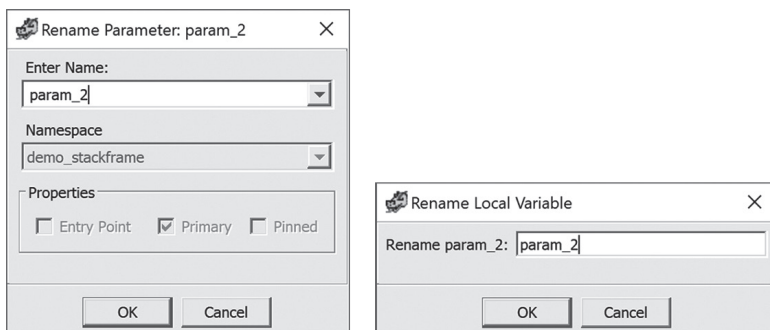 Rename Parameter: param_2
Enter Name:
param_2
Namespace
demo_stackframe
Properties
Entry Point Primary Pinned
OK Cancel
Rename Local Variable
Rename param_2: param_2
OK Cancel